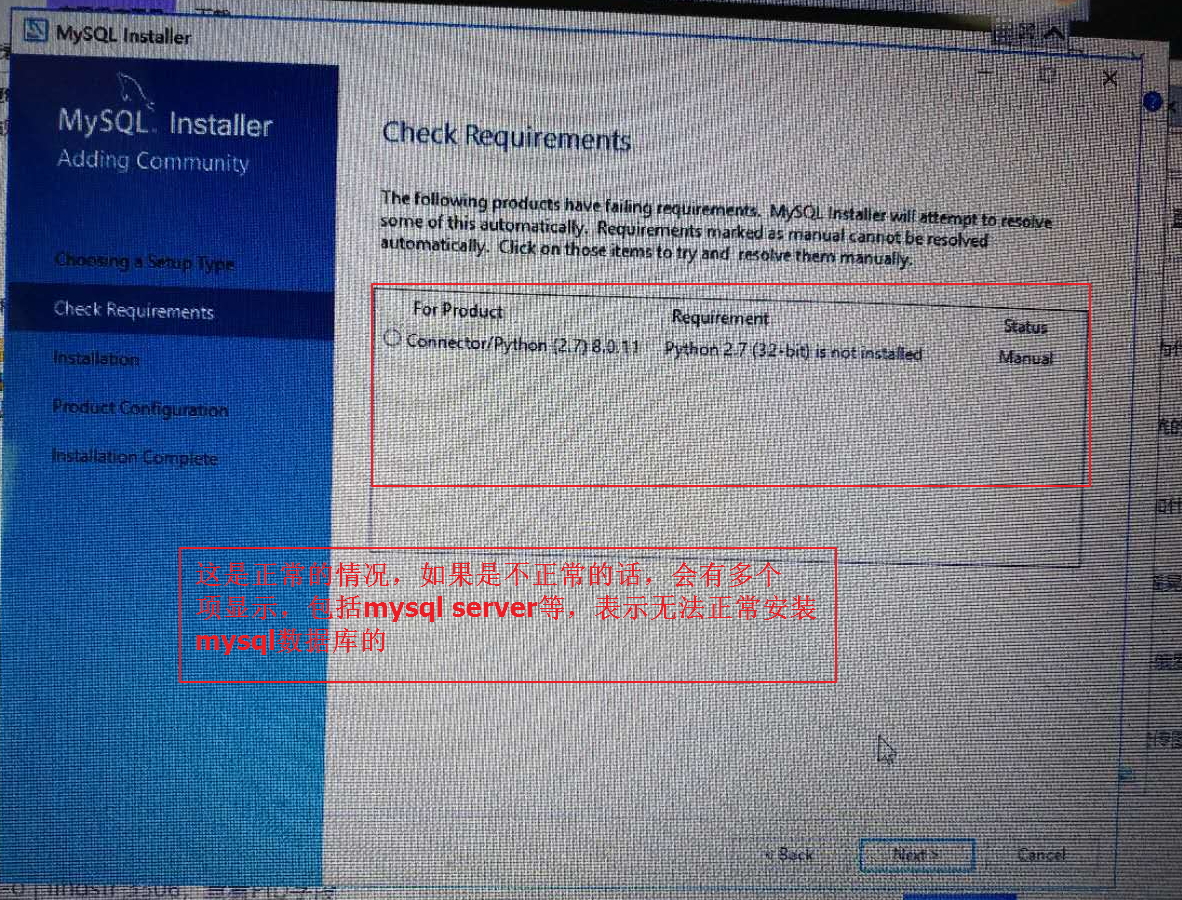 MySQL Installer
MySQL Installer
Adding Community
Choosing a Setup Type
Check Requirements
Installation
Product Configuration
Installation Complete
Check Requirements
The following products have failing requirements. MySQL Installer will attempt to resolve
some of this automatically. Requirements marked as manual cannot be resolved
automatically. Click on those items to try and resolve them manually.
For Product Requirement Status
Connector/Python (2.7) 8.0.11 Python 2.7 (32-bit) is not installed Manual
这是正常的情况，如果是不正常的话，会有多个
项显示，包括mysql server等，表示无法正常安装
mysql数据库的
< Back Next > Cancel